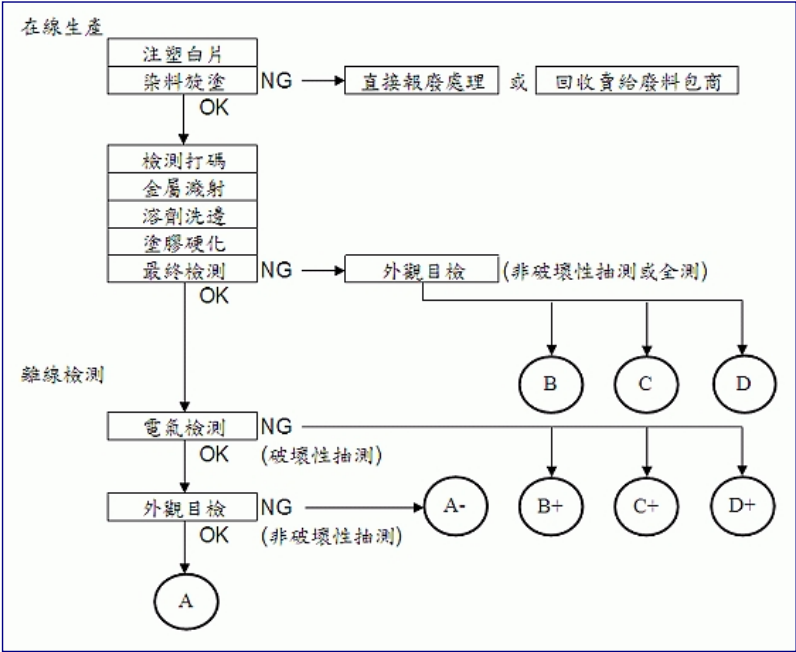 在線生產
注塑白片
染料旋塗 NG 直接報廢處理 或 回收費給廢料包商
OK
檢測打碼
金屬濺射
溶劑洗邊
塗膠硬化
最終檢測 NG 外觀目檢 (非破壞性抽測或全測)
OK
B C D
離線檢測
電氣檢測 NG
OK (破壞性抽測)
外觀目檢 NG A- B+ C+ D+
OK (非破壞性抽測)
A